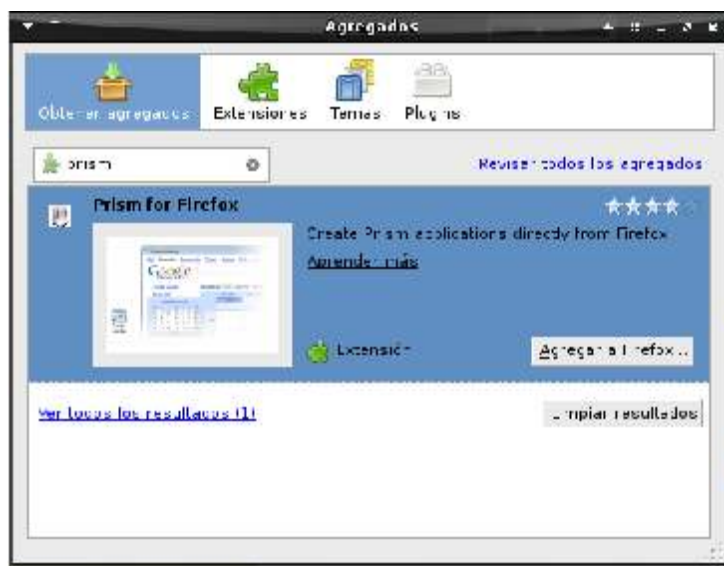 Agregados
Obtener agregados
Extensiones
Temas
Plugins
prism
Revisar todos los agregados
Prism for Firefox
Create Prism applications directly from Firefox
Aprender más
Google
Extensión
Agregar a Firefox...
Ver todos los resultados (1)
Limpiar resultados